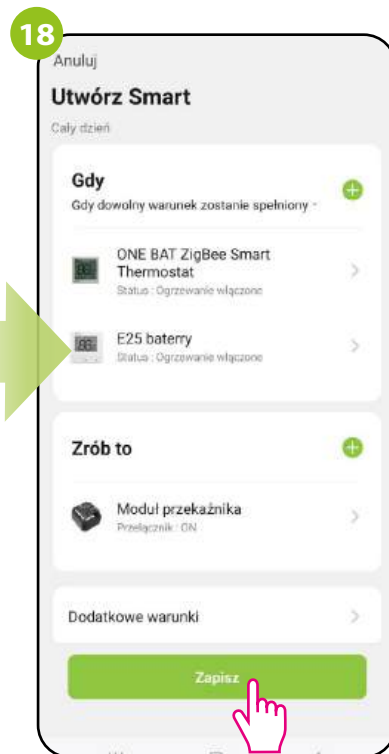 18
Anuluj
Utwórz Smart
Cały dzień
Gdy
Gdy dowolny warunek zostanie spełniony
ONE BAT ZigBee Smart
Thermostat
Status : Ogrzewanie włączone
E25 baterry
Status : Ogrzewanie włączone
Zrób to
Moduł przekaźnika
Przełącznik : ON
Dodatkowe warunki
Zapisz